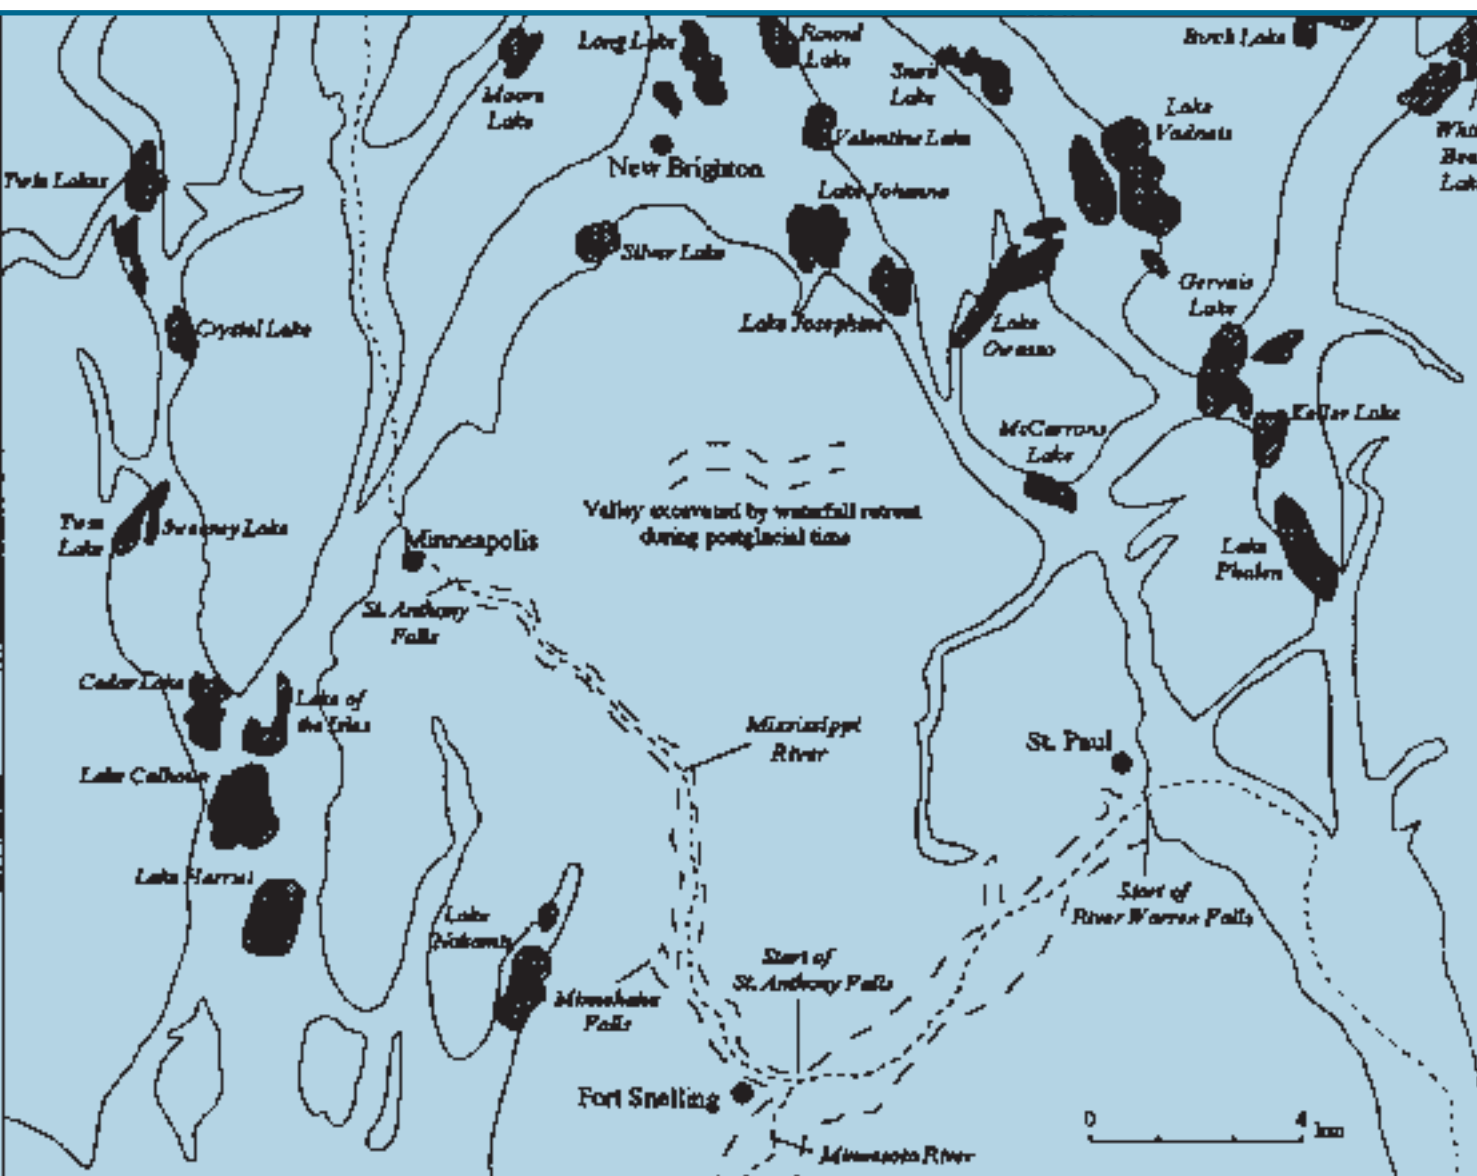 Long Lake
Round
Lake
Birch Lake
Snail
Lake
Moore
Lake
Lake
Vadnais
Valentine Lake
New Brighton
Twin Lakes
Lake Johanna
Silver Lake
Gervais
Lake
Lake Josephine
Lake
Owasso
Crystal Lake
Keller Lake
McCarrons
Lake
Valley excavated by waterfall retreat
during postglacial time
Twin
Lake
Sweeney Lake
Minneapolis
Lake
Phalen
St. Anthony
Falls
Cedar Lake
Lake of
the Isles
Mississippi
River
St. Paul
Lake Calhoun
Lake Harriet
Start of
River Warren Falls
Lake
Nokomis
Start of
St. Anthony Falls
Minnehaha
Falls
Fort Snelling
0 4 km
Minnesota River